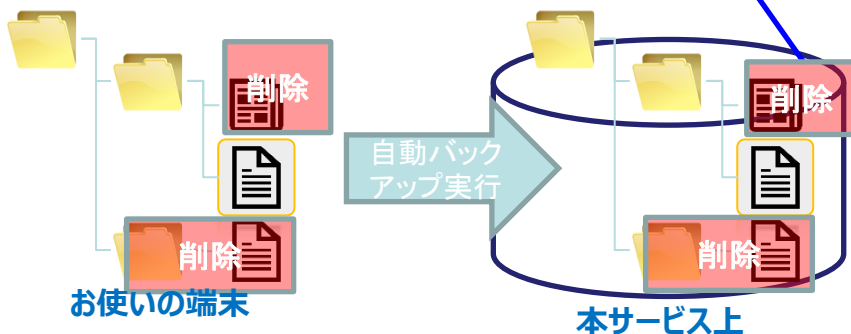 削除
削除
自動バック
アップ実行
削除
削除
お使いの端末
本サービス上